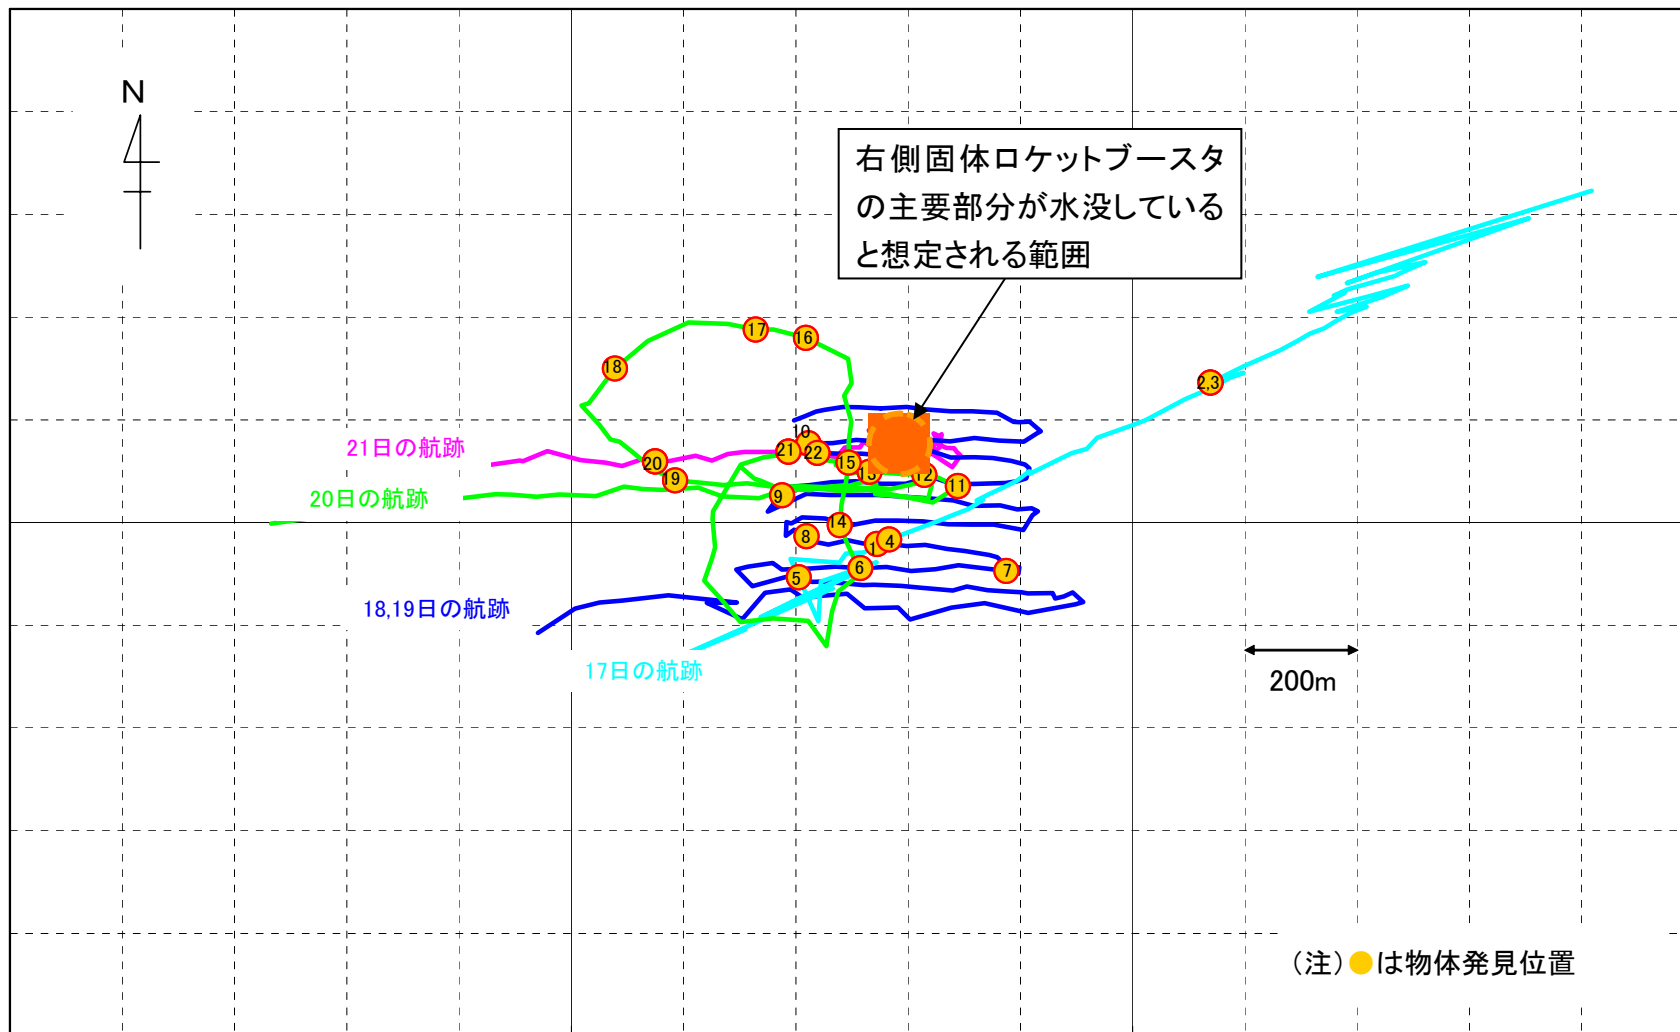 N
右側固体ロケットブースタ
の主要部分が水没している
と想定される範囲
17
16
18
2,3
21日の航跡
10
21
22
20
15
13
12
19
11
20日の航跡
9
14
8
1
4
6
7
5
18,19日の航跡
17日の航跡
200m
(注)●は物体発見位置